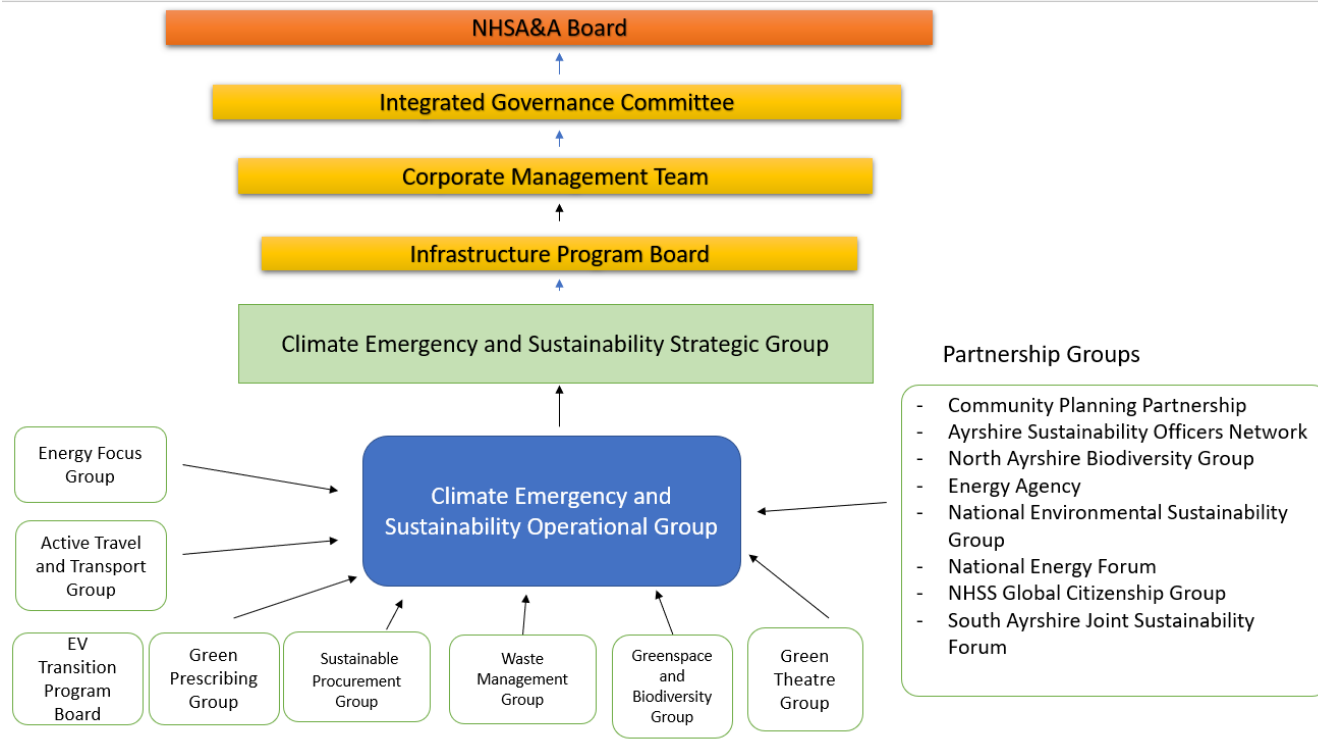 NHSA&A Board
Integrated Governance Committee
Corporate Management Team
Infrastructure Program Board
Climate Emergency and Sustainability Strategic Group
Partnership Groups
- Community Planning Partnership
- Ayrshire Sustainability Officers Network
- North Ayrshire Biodiversity Group
- Energy Agency
- National Environmental Sustainability
Group
- National Energy Forum
- NHSS Global Citizenship Group
- South Ayrshire Joint Sustainability
Forum
Climate Emergency and
Sustainability Operational Group
Energy Focus
Group
Active Travel
and Transport
Group
EV
Transition
Program
Board
Green
Prescribing
Group
Sustainable
Procurement
Group
Waste
Management
Group
Greenspace
and
Biodiversity
Group
Green
Theatre
Group